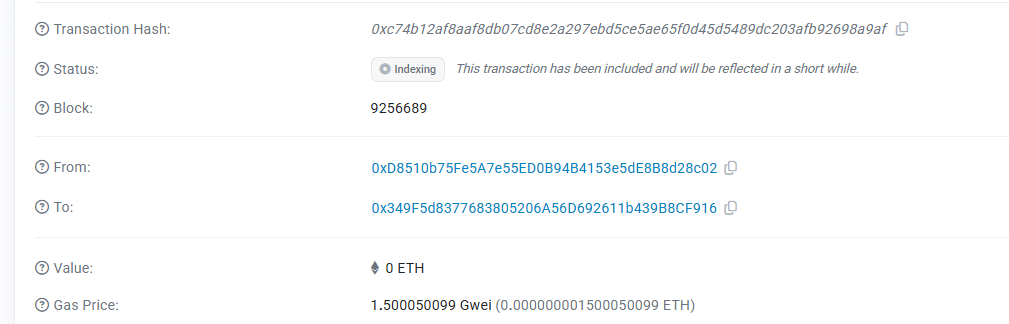 Transaction Hash: 0xc74b12af8aaf8db07cd8e2a297ebd5ce5ae65f0d45d5489dc203afb92698a9af
Status: Indexing This transaction has been included and will be reflected in a short while.
Block: 9256689
From: 0xD8510b75Fe5A7e55ED0B94B4153e5dE8B8d28c02
To: 0x349F5d8377683805206A56D692611b439B8CF916
Value: 0 ETH
Gas Price: 1.500050099 Gwei (0.000000001500050099 ETH)